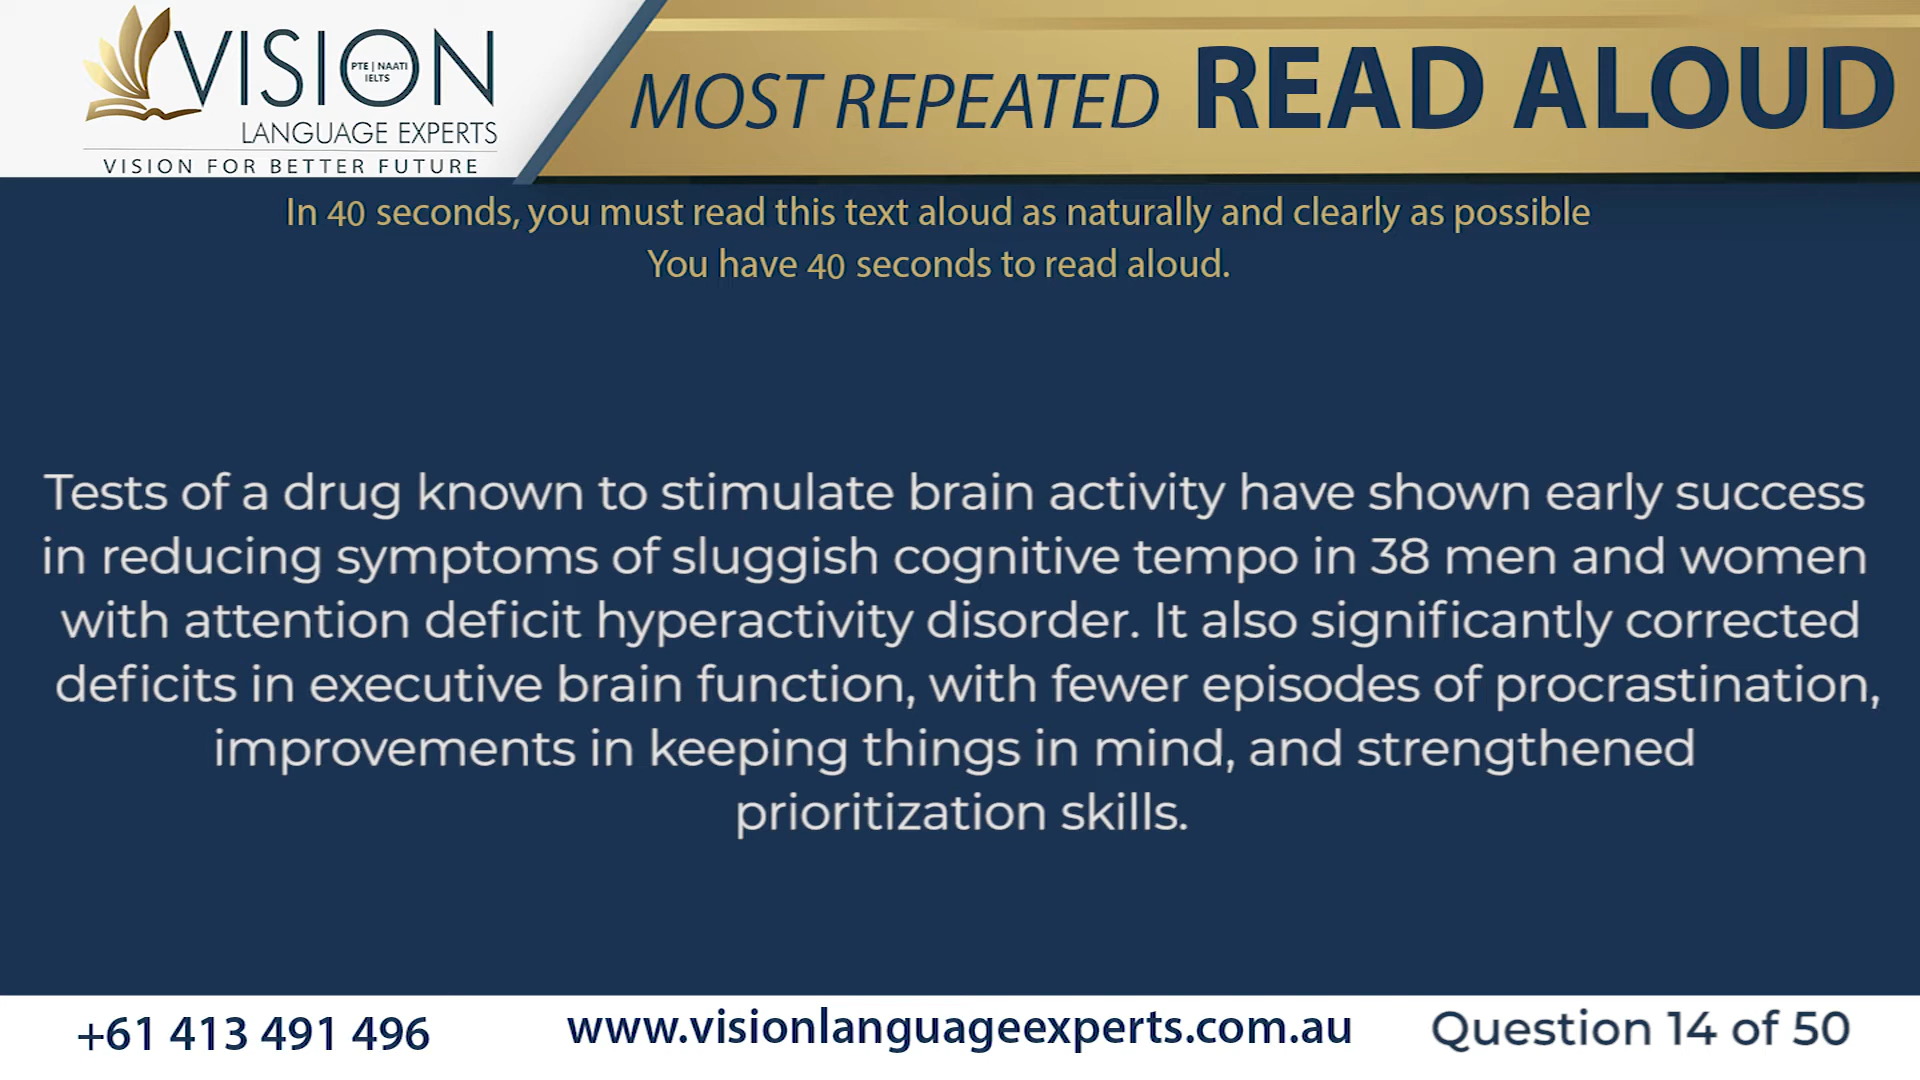 VISION
PTE | NAATI
IELTS
LANGUAGE EXPERTS
VISION FOR BETTER FUTURE
MOST REPEATED READ ALOUD
In 40 seconds, you must read this text aloud as naturally and clearly as possible
You have 40 seconds to read aloud.
Tests of a drug known to stimulate brain activity have shown early success
in reducing symptoms of sluggish cognitive tempo in 38 men and women
with attention deficit hyperactivity disorder. It also significantly corrected
deficits in executive brain function, with fewer episodes of procrastination,
improvements in keeping things in mind, and strengthened
prioritization skills.
+61 413 491 496
www.visionlanguageexperts.com.au
Question 14 of 50